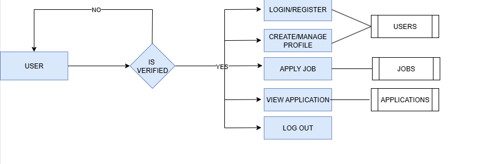 NO
LOGIN/REGISTER
USERS
CREATE/MANAGE
PROFILE
USER
IS
VERIFIED
YES
APPLY JOB
JOBS
VIEW APPLICATION
APPLICATIONS
LOG OUT